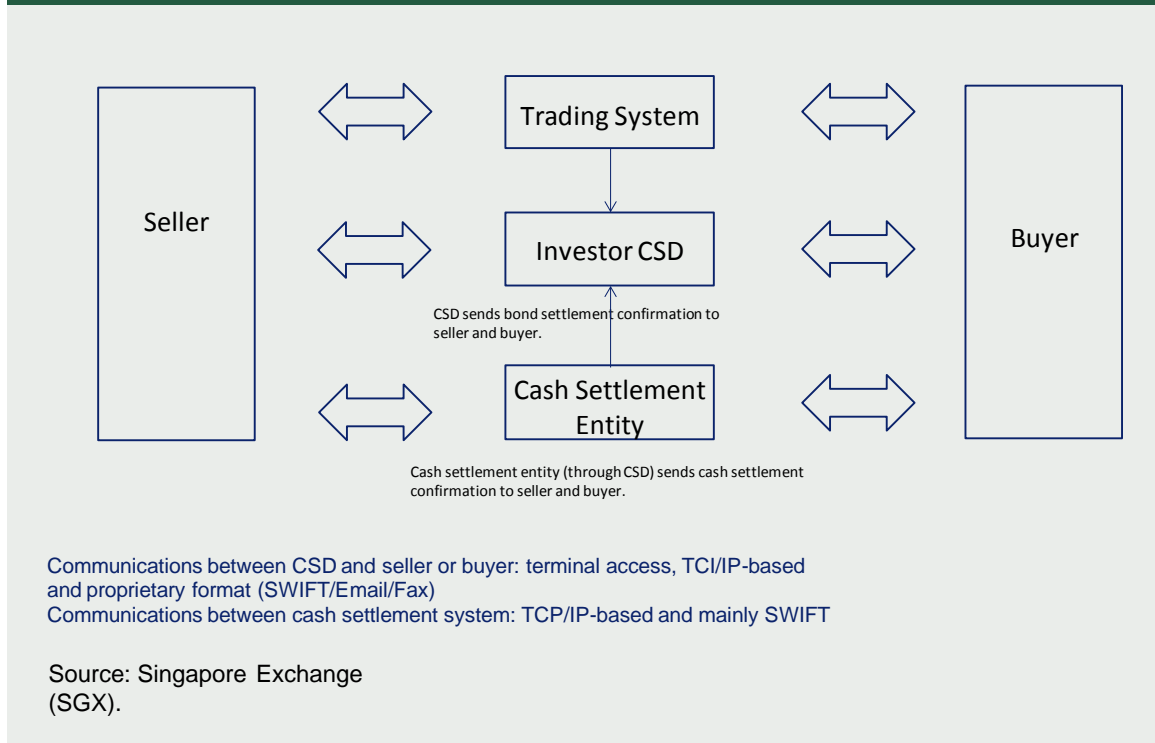 Trading System
Seller
Investor CSD
Buyer
CSD sends bond settlement confirmation to
seller and buyer.
Cash Settlement
Entity
Cash settlement entity (through CSD) sends cash settlement
confirmation to seller and buyer.
Communications between CSD and seller or buyer: terminal access, TCI/IP-based
and proprietary format (SWIFT/Email/Fax)
Communications between cash settlement system: TCP/IP-based and mainly SWIFT
Source: Singapore Exchange
(SGX).